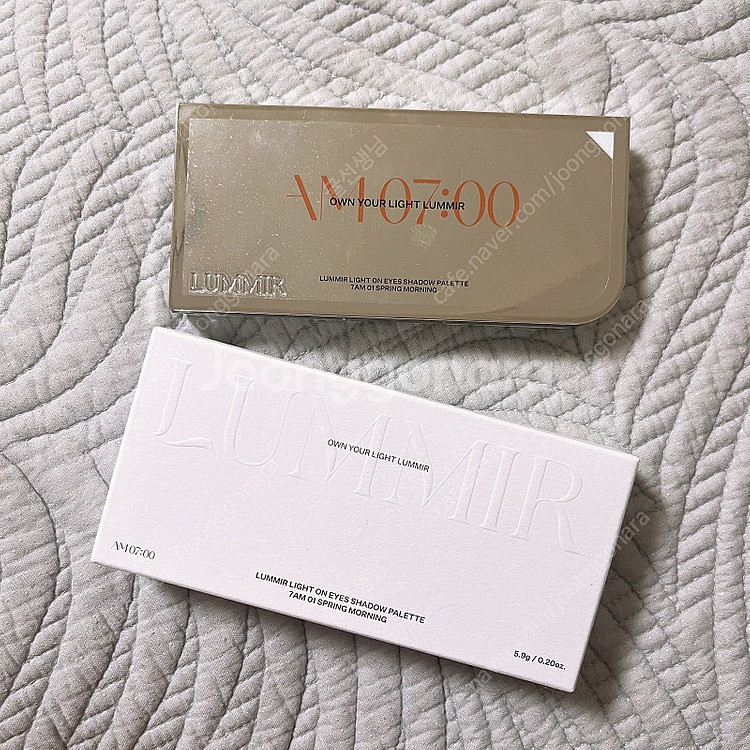 AM 07:00
OWN YOUR LIGHT LUMMIR
LUMMIR
LUMMIR LIGHT ON EYES SHADOW PALETTE
7AM 01 SPRING MORNING
LUMMIR
OWN YOUR LIGHT LUMMIR
AM 07:00
LUMMIR LIGHT ON EYES SHADOW PALETTE
7AM 01 SPRING MORNING
5.9g / 0.20oz.
Joonggonara
cafe.naver.com/joonggonara